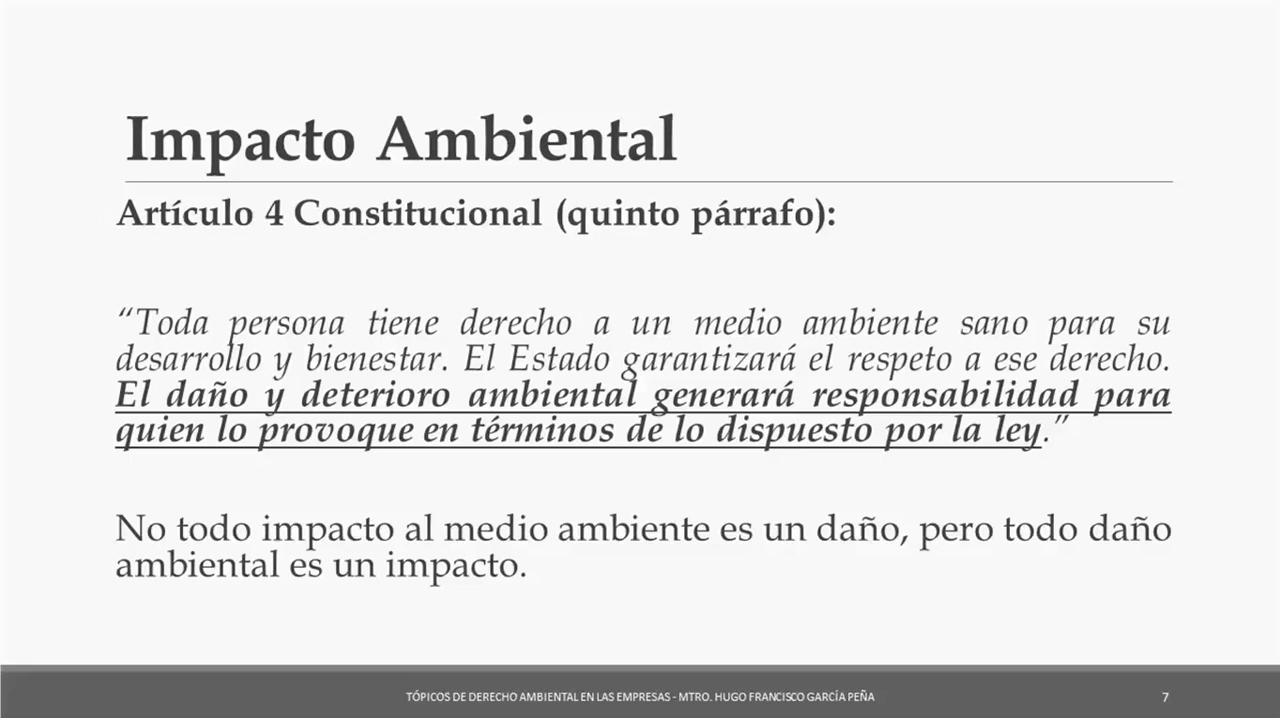 Impacto Ambiental
Artículo 4 Constitucional (quinto párrafo):
“Toda persona tiene derecho a un medio ambiente sano para su
desarrollo y bienestar. El Estado garantizará el respeto a ese derecho.
El daño y deterioro ambiental generará responsabilidad para
quien lo provoque en términos de lo dispuesto por la ley.”
No todo impacto al medio ambiente es un daño, pero todo daño
ambiental es un impacto.
TÓPICOS DE DERECHO AMBIENTAL EN LAS EMPRESAS - MTRO. HUGO FRANCISCO GARCÍA PEÑA
7